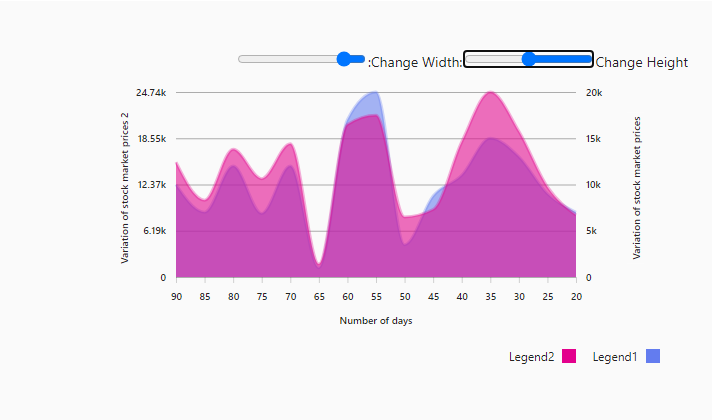 :Change Width: Change Height
24.74k
18.55k
12.37k
6.19k
0
Variation of stock market prices 2
20k
15k
10k
5k
0
Variation of stock market prices
90 85 80 75 70 65 60 55 50 45 40 35 30 25 20
Number of days
Legend2 Legend1